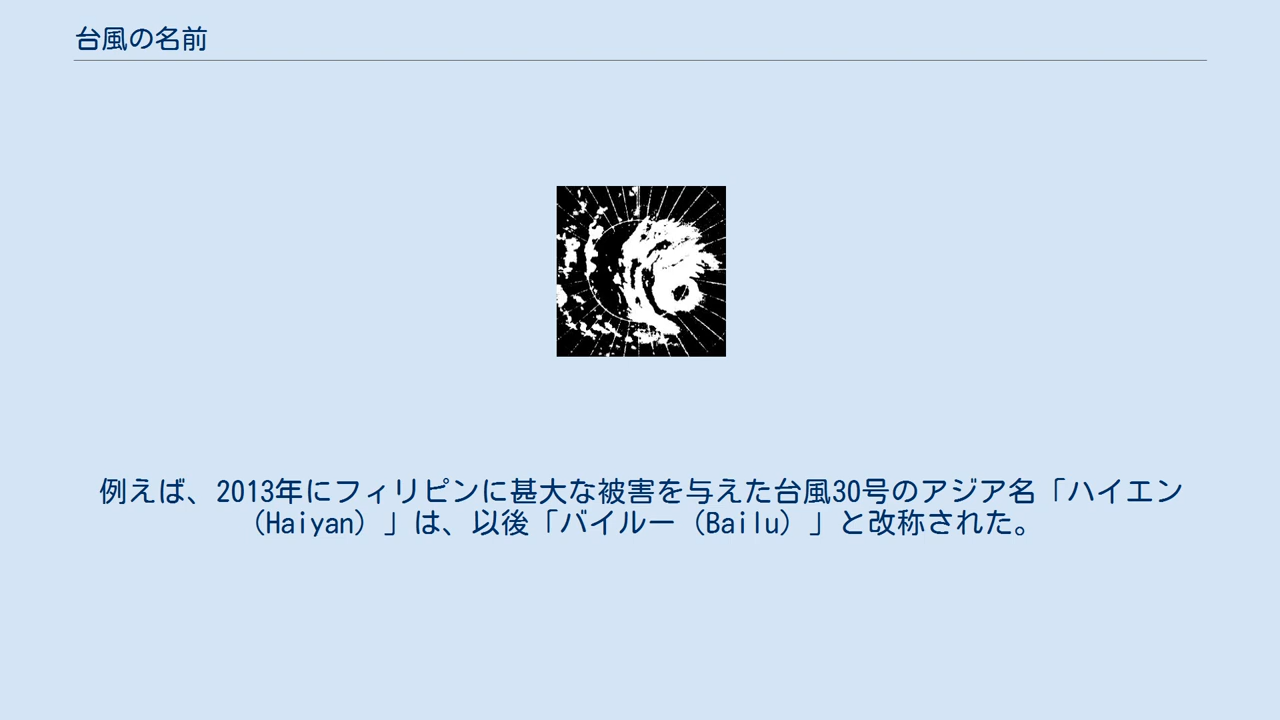 台風の名前
例えば、2013年にフィリピンに甚大な被害を与えた台風30号のアジア名「ハイエン
（Haiyan）」は、以後「バイルー（Bailu）」と改称された。